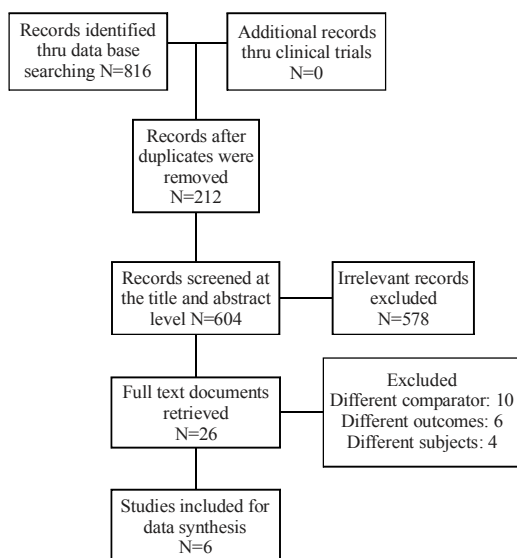 Records identified
thru data base
searching N=816
Additional records
thru clinical trials
N=0
Records after
duplicates were
removed
N=212
Records screened at
the title and abstract
level N=604
Irrelevant records
excluded
N=578
Full text documents
retrieved
N=26
Excluded
Different comparator: 10
Different outcomes: 6
Different subjects: 4
Studies included for
data synthesis
N=6